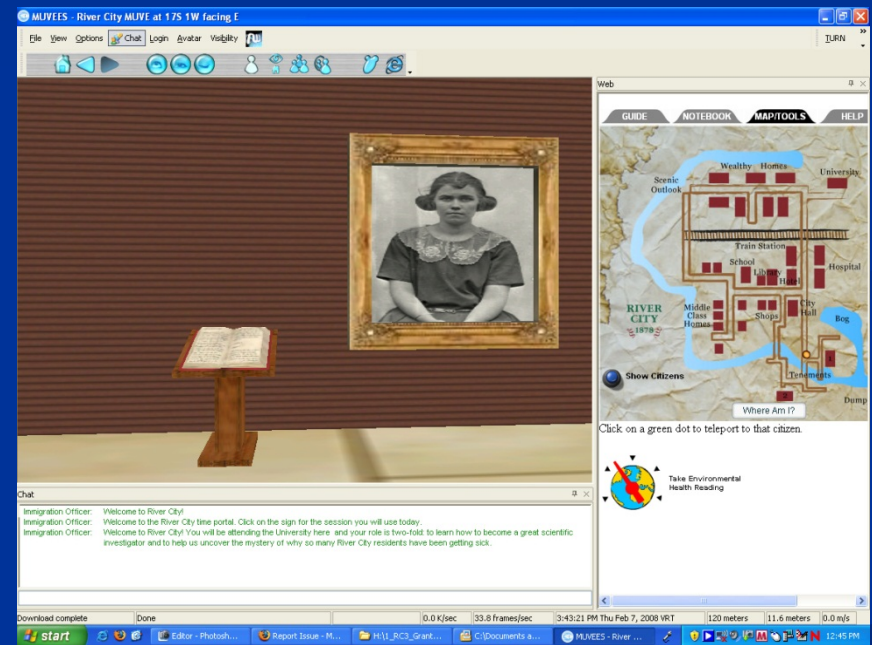 MUVEES - River City MUVE at 17S 1W facing E
File View Options Chat Login Avatar Visibility
TURN
Web
GUIDE NOTEBOOK MAP/TOOLS HELP
Wealthy Homes
University
Scenic
Outlook
Train Station
School
Library
Hotel
Hospital
RIVER
CITY
1878
Middle
Class
Homes
Shops
City
Hall
Bog
Tenements
Show Citizens
Dump
Where Am I?
Click on a green dot to teleport to that citizen.
Take Environmental
Health Reading
Chat
Immigration Officer: Welcome to River City!
Immigration Officer: Welcome to the River City time portal. Click on the sign for the session you will use today.
Immigration Officer: Welcome to River City! You will be attending the University here and your role is two-fold: to learn how to become a great scientific
investigator and to help us uncover the mystery of why so many River City residents have been getting sick.
Download complete Done 0.0 K/sec 33.8 frames/sec 3:43:21 PM Thu Feb 7, 2008 VRT 120 meters 11.6 meters 0.0 m/s
start Editor - Photosh... Report Issue - M... H:\1_RC3_Grant... C:\Documents a... MUVEES - River ... 12:45 PM